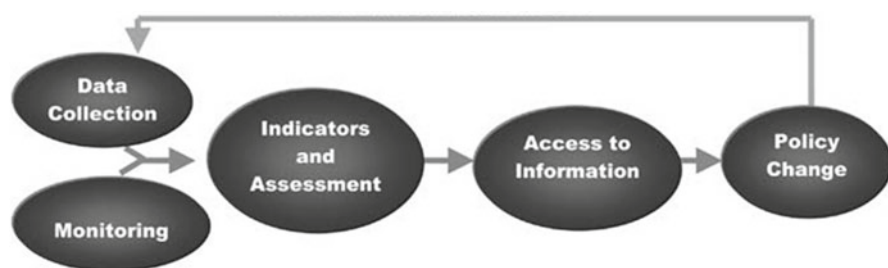 Data
Collection
Monitoring
Indicators
and
Assessment
Access to
Information
Policy
Change